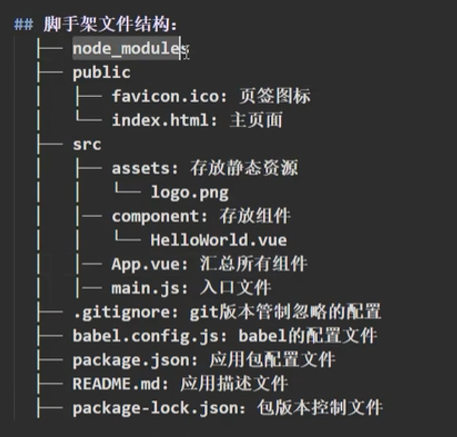 ## 脚手架文件结构:
├── node_modules
├── public
│   ├── favicon.ico: 页签图标
│   └── index.html: 主页面
├── src
│   ├── assets: 存放静态资源
│   │   └── logo.png
│   │── component: 存放组件
│   │   └── HelloWorld.vue
│   │── App.vue: 汇总所有组件
│   │── main.js: 入口文件
├── .gitignore: git版本管制忽略的配置
├── babel.config.js: babel的配置文件
├── package.json: 应用包配置文件
├── README.md: 应用描述文件
├── package-lock.json: 包版本控制文件